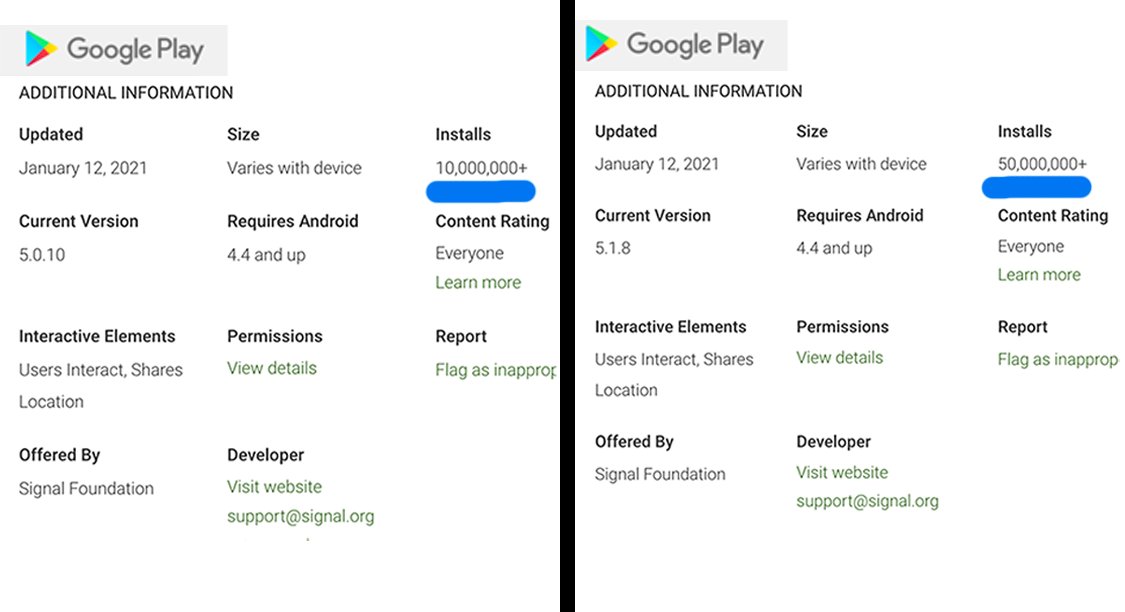 Google Play
ADDITIONAL INFORMATION
Updated Size Installs
January 12, 2021 Varies with device 10,000,000+
Current Version Requires Android Content Rating
5.0.10 4.4 and up Everyone
Learn more
Interactive Elements Permissions Report
Users Interact, Shares View details Flag as inapprop
Location
Offered By Developer
Signal Foundation Visit website
support@signal.org
Google Play
ADDITIONAL INFORMATION
Updated Size Installs
January 12, 2021 Varies with device 50,000,000+
Current Version Requires Android Content Rating
5.1.8 4.4 and up Everyone
Learn more
Interactive Elements Permissions Report
Users Interact, Shares View details Flag as inapprop
Location
Offered By Developer
Signal Foundation Visit website
support@signal.org